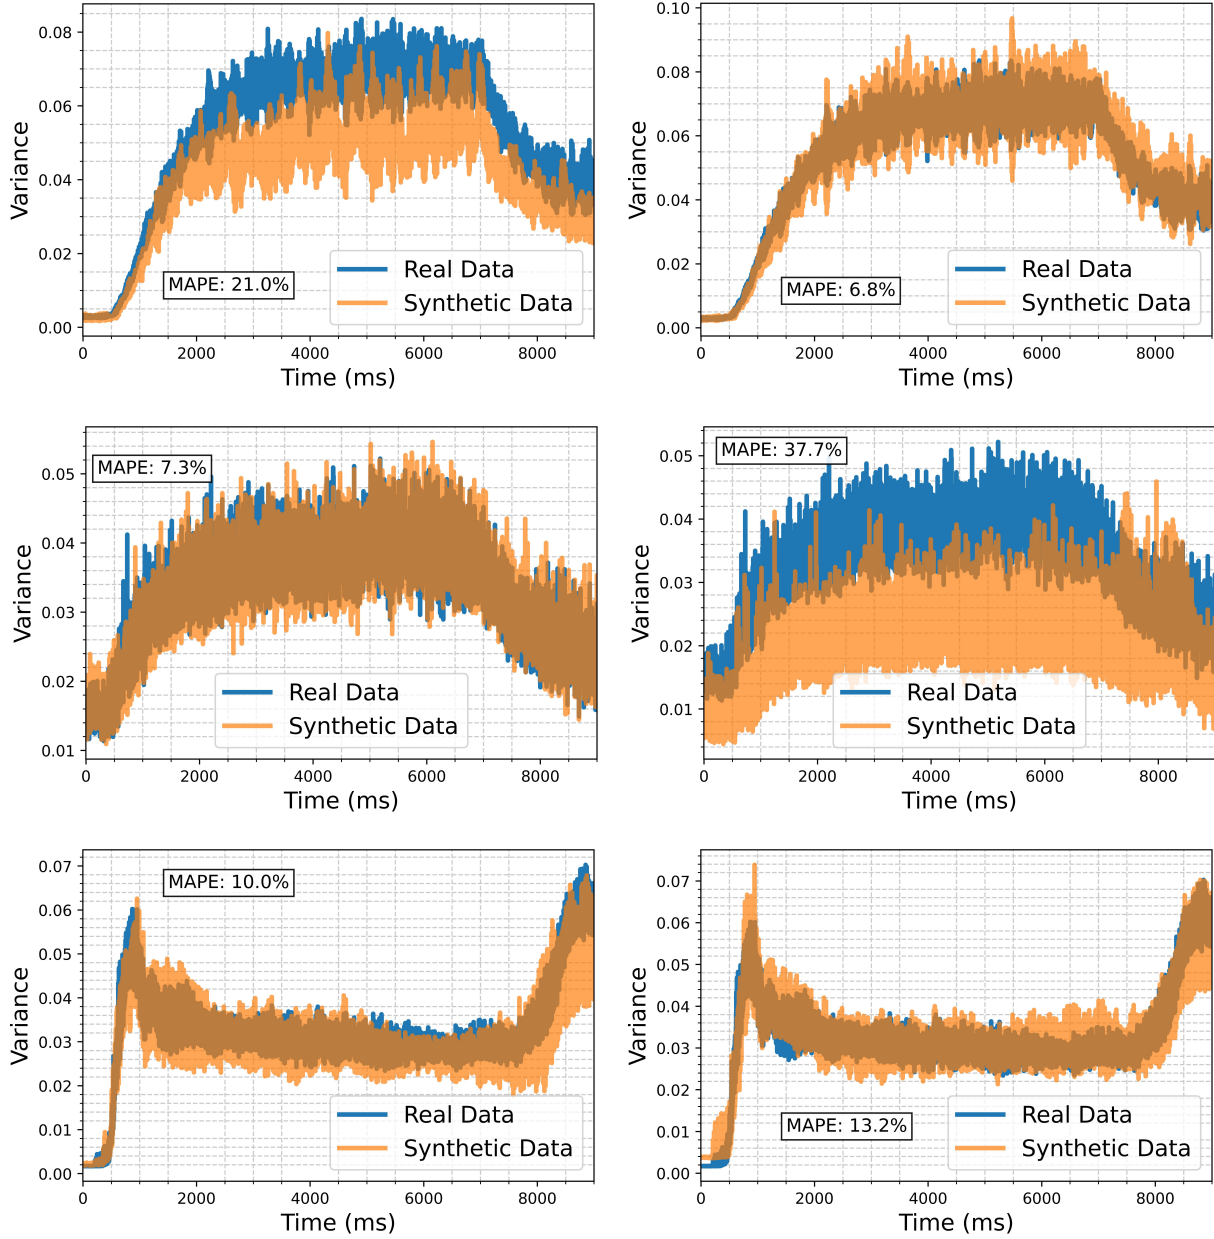 0.08
0.06
0.04
0.02
0.00
Variance
MAPE: 21.0%
Real Data
Synthetic Data
0
2000
4000
6000
8000
Time (ms)
0.10
0.08
0.06
0.04
0.02
0.00
Variance
MAPE: 6.8%
Real Data
Synthetic Data
0
2000
4000
6000
8000
Time (ms)
0.05
0.04
0.03
0.02
0.01
Variance
MAPE: 7.3%
Real Data
Synthetic Data
0
2000
4000
6000
8000
Time (ms)
0.05
0.04
0.03
0.02
0.01
Variance
MAPE: 37.7%
Real Data
Synthetic Data
0
2000
4000
6000
8000
Time (ms)
0.07
0.06
0.05
0.04
0.03
0.02
0.01
0.00
Variance
MAPE: 10.0%
Real Data
Synthetic Data
0
2000
4000
6000
8000
Time (ms)
0.07
0.06
0.05
0.04
0.03
0.02
0.01
0.00
Variance
MAPE: 13.2%
Real Data
Synthetic Data
0
2000
4000
6000
8000
Time (ms)